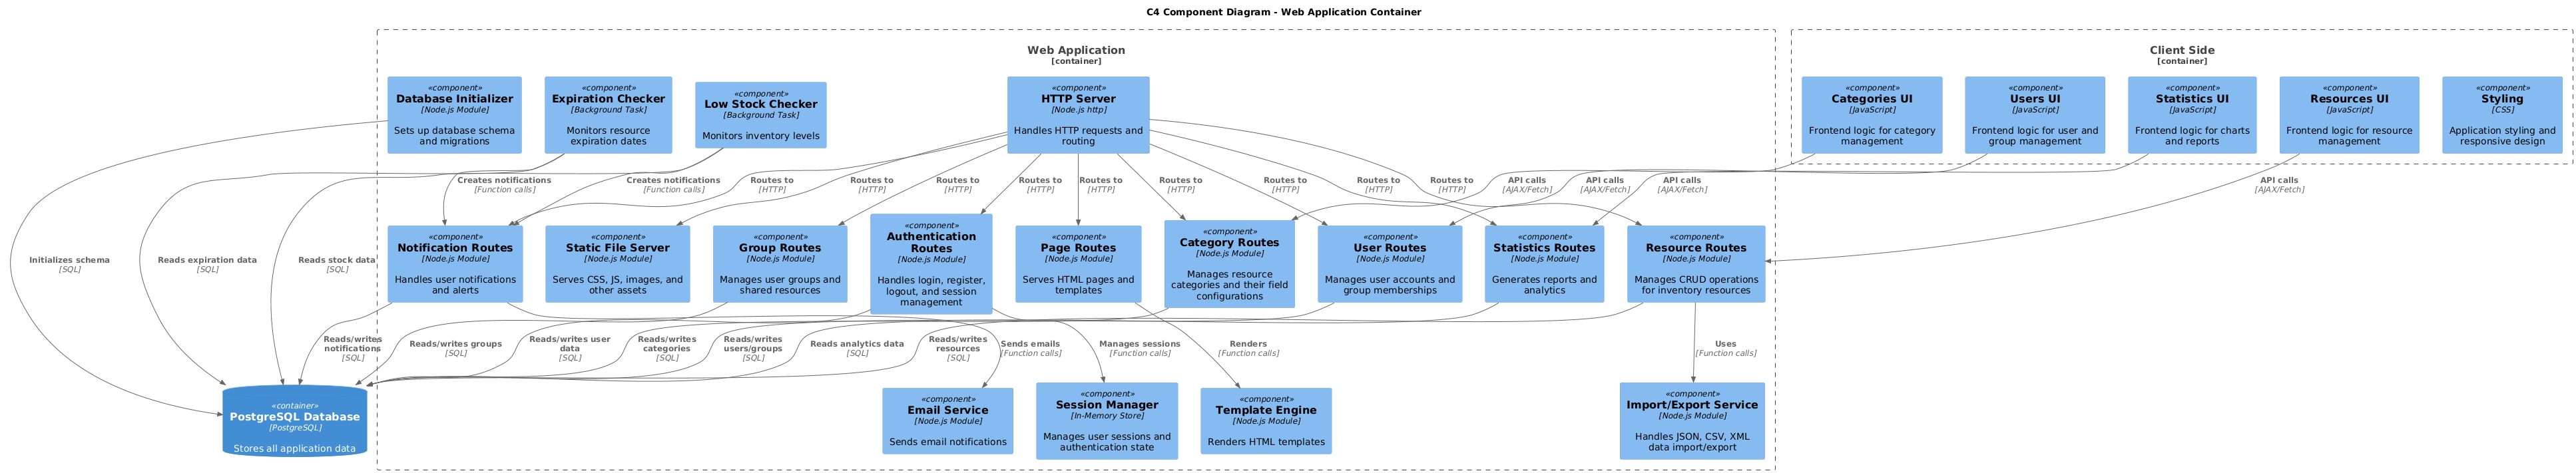 C4 Component Diagram - Web Application Container
Web Application
[container]
Client Side
[container]
«component»
Database Initializer
[Node.js Module]
Sets up database schema
and migrations
«component»
Expiration Checker
[Background Task]
Monitors resource
expiration dates
«component»
Low Stock Checker
[Background Task]
Monitors inventory levels
«component»
HTTP Server
[Node.js http]
Handles HTTP requests and
routing
«component»
Categories UI
[JavaScript]
Frontend logic for category
management
«component»
Users UI
[JavaScript]
Frontend logic for user and
group management
«component»
Statistics UI
[JavaScript]
Frontend logic for charts
and reports
«component»
Resources UI
[JavaScript]
Frontend logic for resource
management
«component»
Styling
[CSS]
Application styling and
responsive design
Creates notifications
[Function calls]
Creates notifications
[Function calls]
Routes to
[HTTP]
Routes to
[HTTP]
Routes to
[HTTP]
Routes to
[HTTP]
Routes to
[HTTP]
Routes to
[HTTP]
Routes to
[HTTP]
Routes to
[HTTP]
Routes to
[HTTP]
API calls
[AJAX/Fetch]
API calls
[AJAX/Fetch]
API calls
[AJAX/Fetch]
API calls
[AJAX/Fetch]
Initializes schema
[SQL]
Reads expiration data
[SQL]
Reads stock data
[SQL]
«component»
Notification Routes
[Node.js Module]
Handles user notifications
and alerts
«component»
Static File Server
[Node.js Module]
Serves CSS, JS, images, and
other assets
«component»
Group Routes
[Node.js Module]
Manages user groups and
shared resources
«component»
Authentication
Routes
[Node.js Module]
Handles login, register,
logout, and session
management
«component»
Page Routes
[Node.js Module]
Serves HTML pages and
templates
«component»
Category Routes
[Node.js Module]
Manages resource
categories and their field
configurations
«component»
User Routes
[Node.js Module]
Manages user accounts and
group memberships
«component»
Statistics Routes
[Node.js Module]
Generates reports and
analytics
«component»
Resource Routes
[Node.js Module]
Manages CRUD operations
for inventory resources
Reads/writes
notifications
[SQL]
Reads/writes groups
[SQL]
Reads/writes user
data
[SQL]
Reads/writes
categories
[SQL]
Reads/writes
users/groups
[SQL]
Reads analytics data
[SQL]
Reads/writes
resources
[SQL]
Sends emails
[Function calls]
Manages sessions
[Function calls]
Renders
[Function calls]
Uses
[Function calls]
«container»
PostgreSQL Database
[PostgreSQL]
Stores all application data
«component»
Email Service
[Node.js Module]
Sends email notifications
«component»
Session Manager
[In-Memory Store]
Manages user sessions and
authentication state
«component»
Template Engine
[Node.js Module]
Renders HTML templates
«component»
Import/Export Service
[Node.js Module]
Handles JSON, CSV, XML
data import/export